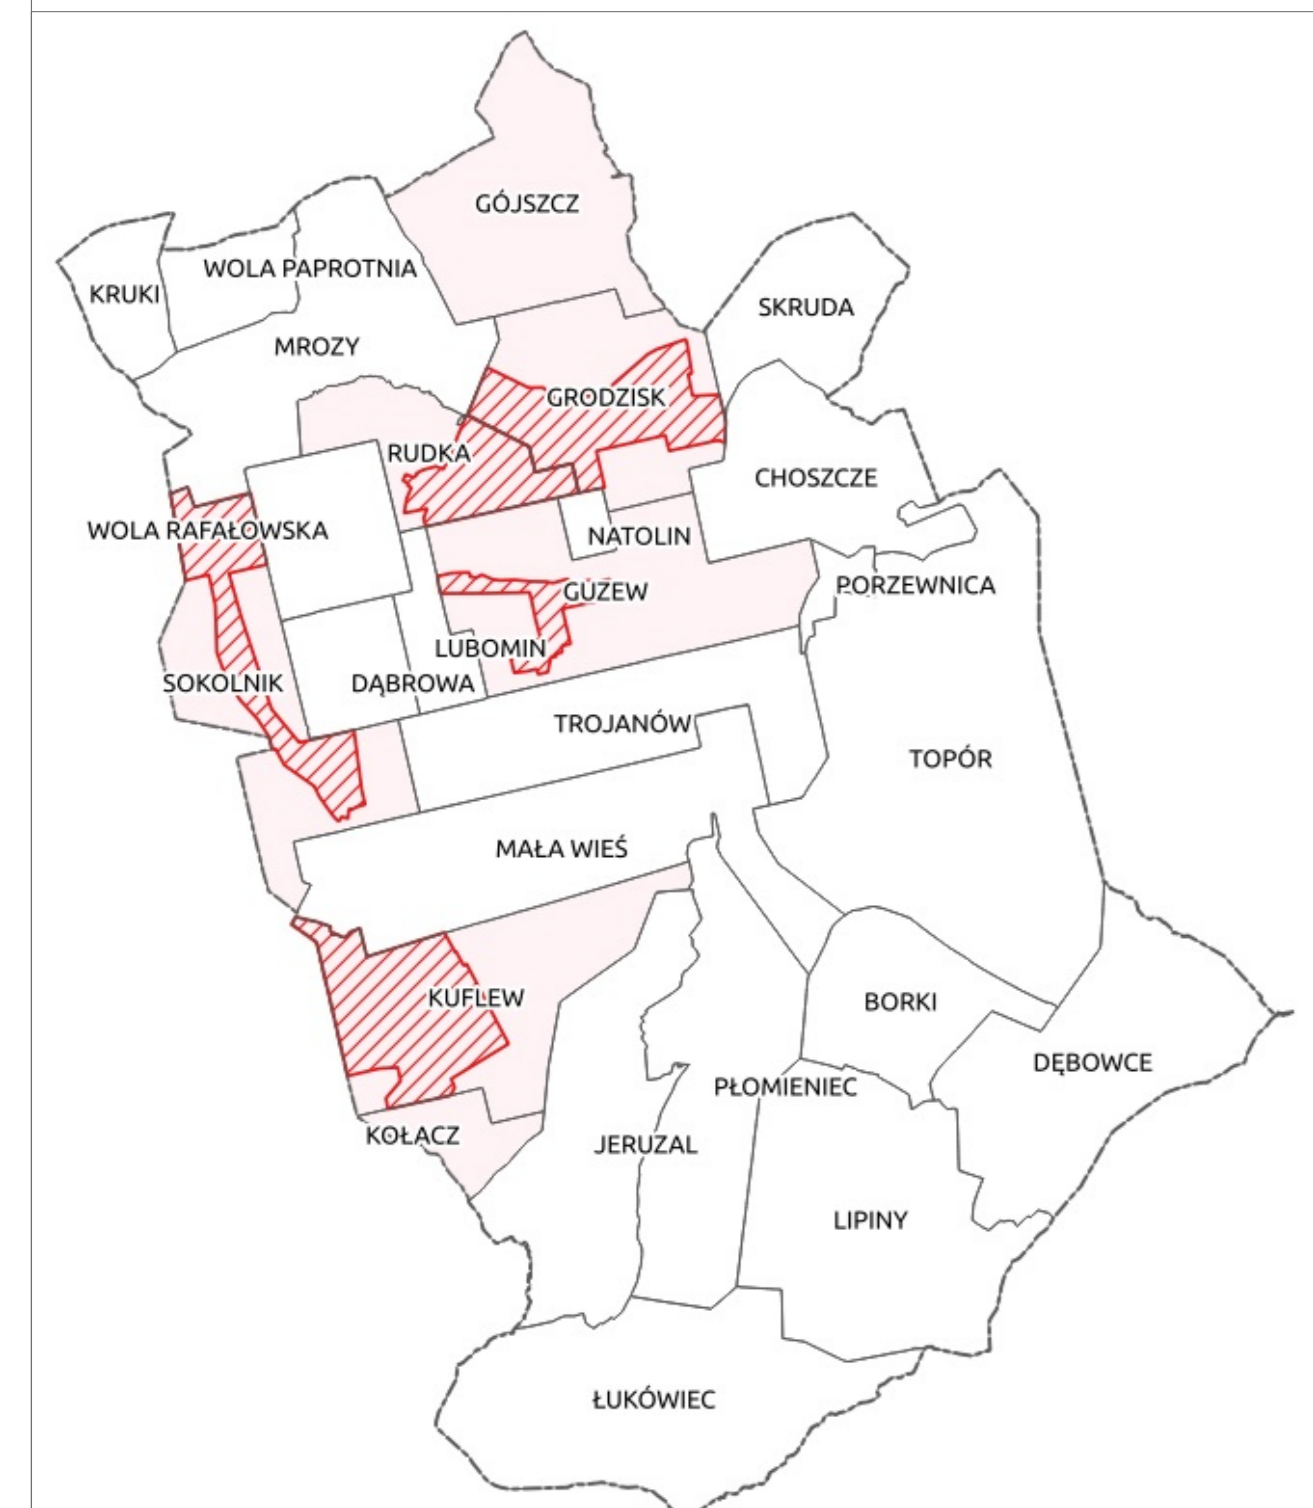 GÓJSZCZ
WOLA PAPROTNIA
KRUKI
SKRUDA
MROZY
GRODZISK
RUDKA
CHOSZCZE
WOLA RAFAŁOWSKA
NATOLIN
PORZEWNICA
GUZEW
LUBOMIN
SOKOLNIK
DĄBROWA
TROJANÓW
TOPÓR
MAŁA WIEŚ
KUFLEW
BORKI
DĘBOWCE
PŁOMIENIEC
KOŁACZ
JERUZAL
LIPINY
ŁUKÓWIEC